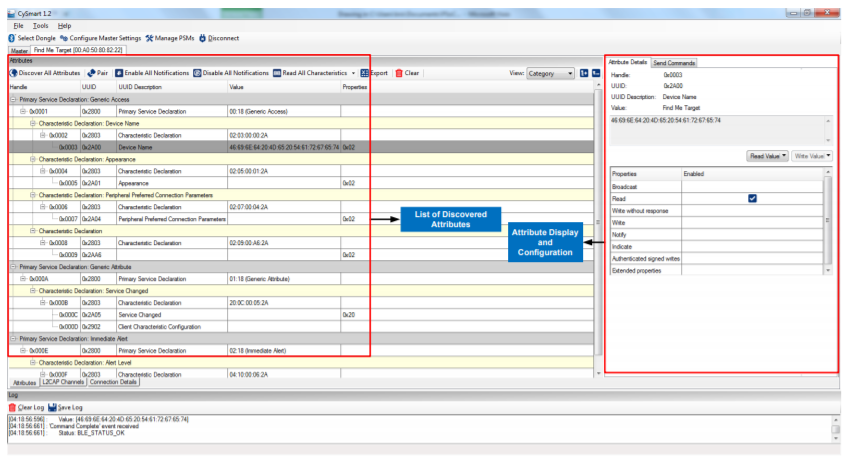 CySmart 1.2
File Tools Help
Select Dongle Configure Master Settings Manage PSMs Disconnect
Master Find Me Target [00:A0:50:80:82:22]
Attributes
Discover All Attributes Pair Enable All Notifications Disable All Notifications Read All Characteristics Export Clear View: Category
Handle UUID UUID Description Value Properties
Primary Service Declaration: Generic Access
0x0001 0x2800 Primary Service Declaration 00:18 (Generic Access)
Characteristic Declaration: Device Name
0x0002 0x2803 Characteristic Declaration 02:03:00:00:2A
0x0003 0x2A00 Device Name 46:69:6E:64:20:4D:65:20:54:61:72:67:65:74 0x02
Characteristic Declaration: Appearance
0x0004 0x2803 Characteristic Declaration 02:05:00:01:2A
0x0005 0x2A01 Appearance 0x02
Characteristic Declaration: Peripheral Preferred Connection Parameters
0x0006 0x2803 Characteristic Declaration 02:07:00:04:2A
0x0007 0x2A04 Peripheral Preferred Connection Parameters 0x02
Characteristic Declaration
0x0008 0x2803 Characteristic Declaration 02:09:00:A6:2A
0x0009 0x2AA6 0x02
Primary Service Declaration: Generic Attribute
0x000A 0x2800 Primary Service Declaration 01:18 (Generic Attribute)
Characteristic Declaration: Service Changed
0x000B 0x2803 Characteristic Declaration 20:0C:00:05:2A
0x000C 0x2A05 Service Changed 0x20
0x000D 0x2902 Client Characteristic Configuration
Primary Service Declaration: Immediate Alert
0x000E 0x2800 Primary Service Declaration 02:18 (Immediate Alert)
Characteristic Declaration: Alert Level
0x000F 0x2803 Characteristic Declaration 04:10:00:06:2A
Attributes L2CAP Channels Connection Details
List of Discovered
Attributes
Attribute Display
and
Configuration
Attribute Details Send Commands
Handle: 0x0003
UUID: 0x2A00
UUID Description: Device Name
Value: Find Me Target
46:69:6E:64:20:4D:65:20:54:61:72:67:65:74
Read Value Write Value
Properties Enabled
Broadcast
Read
Write without response
Write
Notify
Indicate
Authenticated signed writes
Extended properties
Log
Clear Log Save Log
[04:18:56:596] : Value: [46:69:6E:64:20:4D:65:20:54:61:72:67:65:74]
[04:18:56:661] : 'Command Complete' event received
[04:18:56:661] : Status: BLE_STATUS_OK